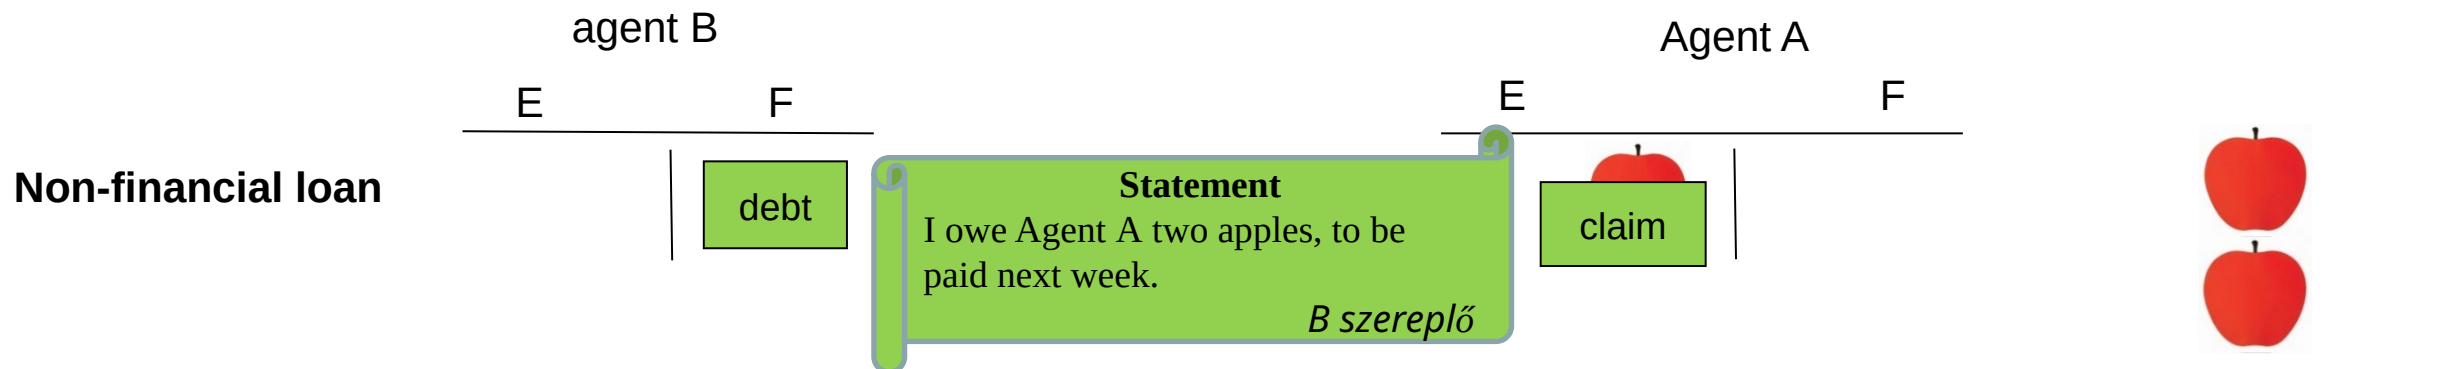 agent B
Agent A
E
F
E
F
Non-financial loan
debt
Statement
I owe Agent A two apples, to be
paid next week.
B szereplő
claim